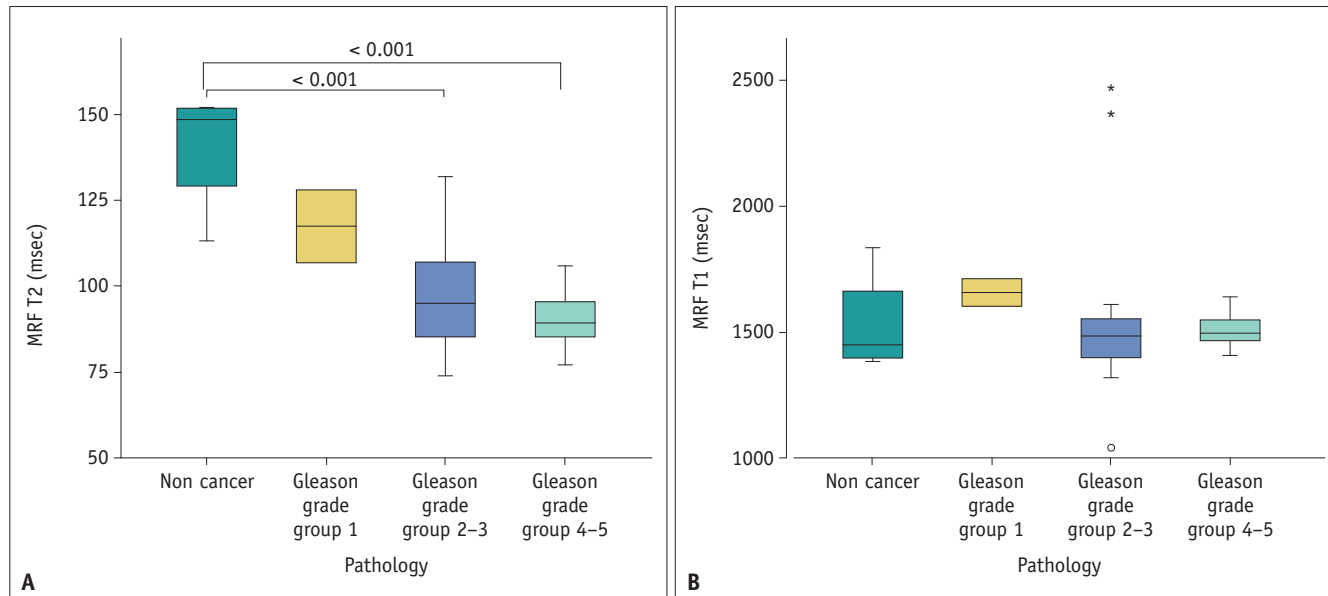 < 0.001
< 0.001
150
125
100
75
50
MRF T2 (msec)
Non cancer
Gleason
grade
group 1
Gleason
grade
group 2–3
Gleason
grade
group 4–5
Pathology
A
2500
2000
1500
1000
MRF T1 (msec)
*
*
Non cancer
Gleason
grade
group 1
Gleason
grade
group 2–3
Gleason
grade
group 4–5
Pathology
B